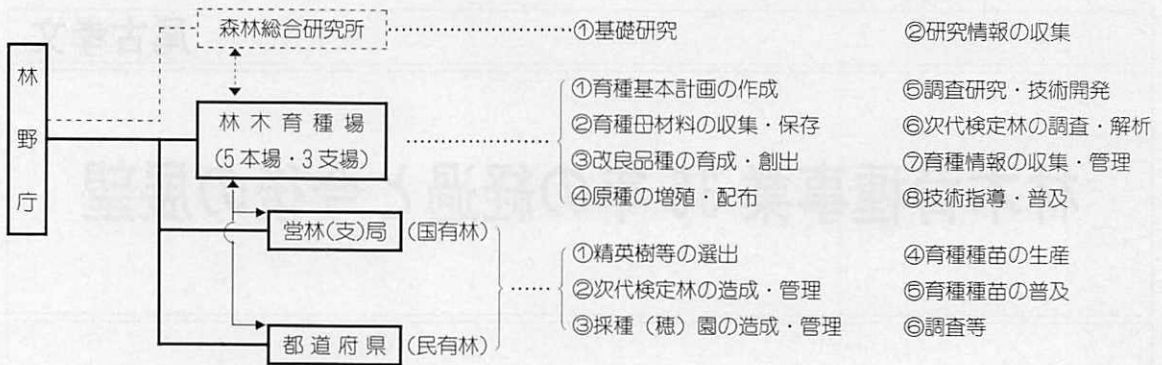 林野庁
森林総合研究所
①基礎研究
②研究情報の収集
林木育種場
(5本場・3支場)
①育種基本計画の作成
②育種母材料の収集・保存
③改良品種の育成・創出
④原種の増殖・配布
⑤調査研究・技術開発
⑥次代検定林の調査・解析
⑦育種情報の収集・管理
⑧技術指導・普及
営林(支)局 (国有林)
都道府県 (民有林)
①精英樹等の選出
②次代検定林の造成・管理
③採種(穂)園の造成・管理
④育種種苗の生産
⑤育種種苗の普及
⑥調査等